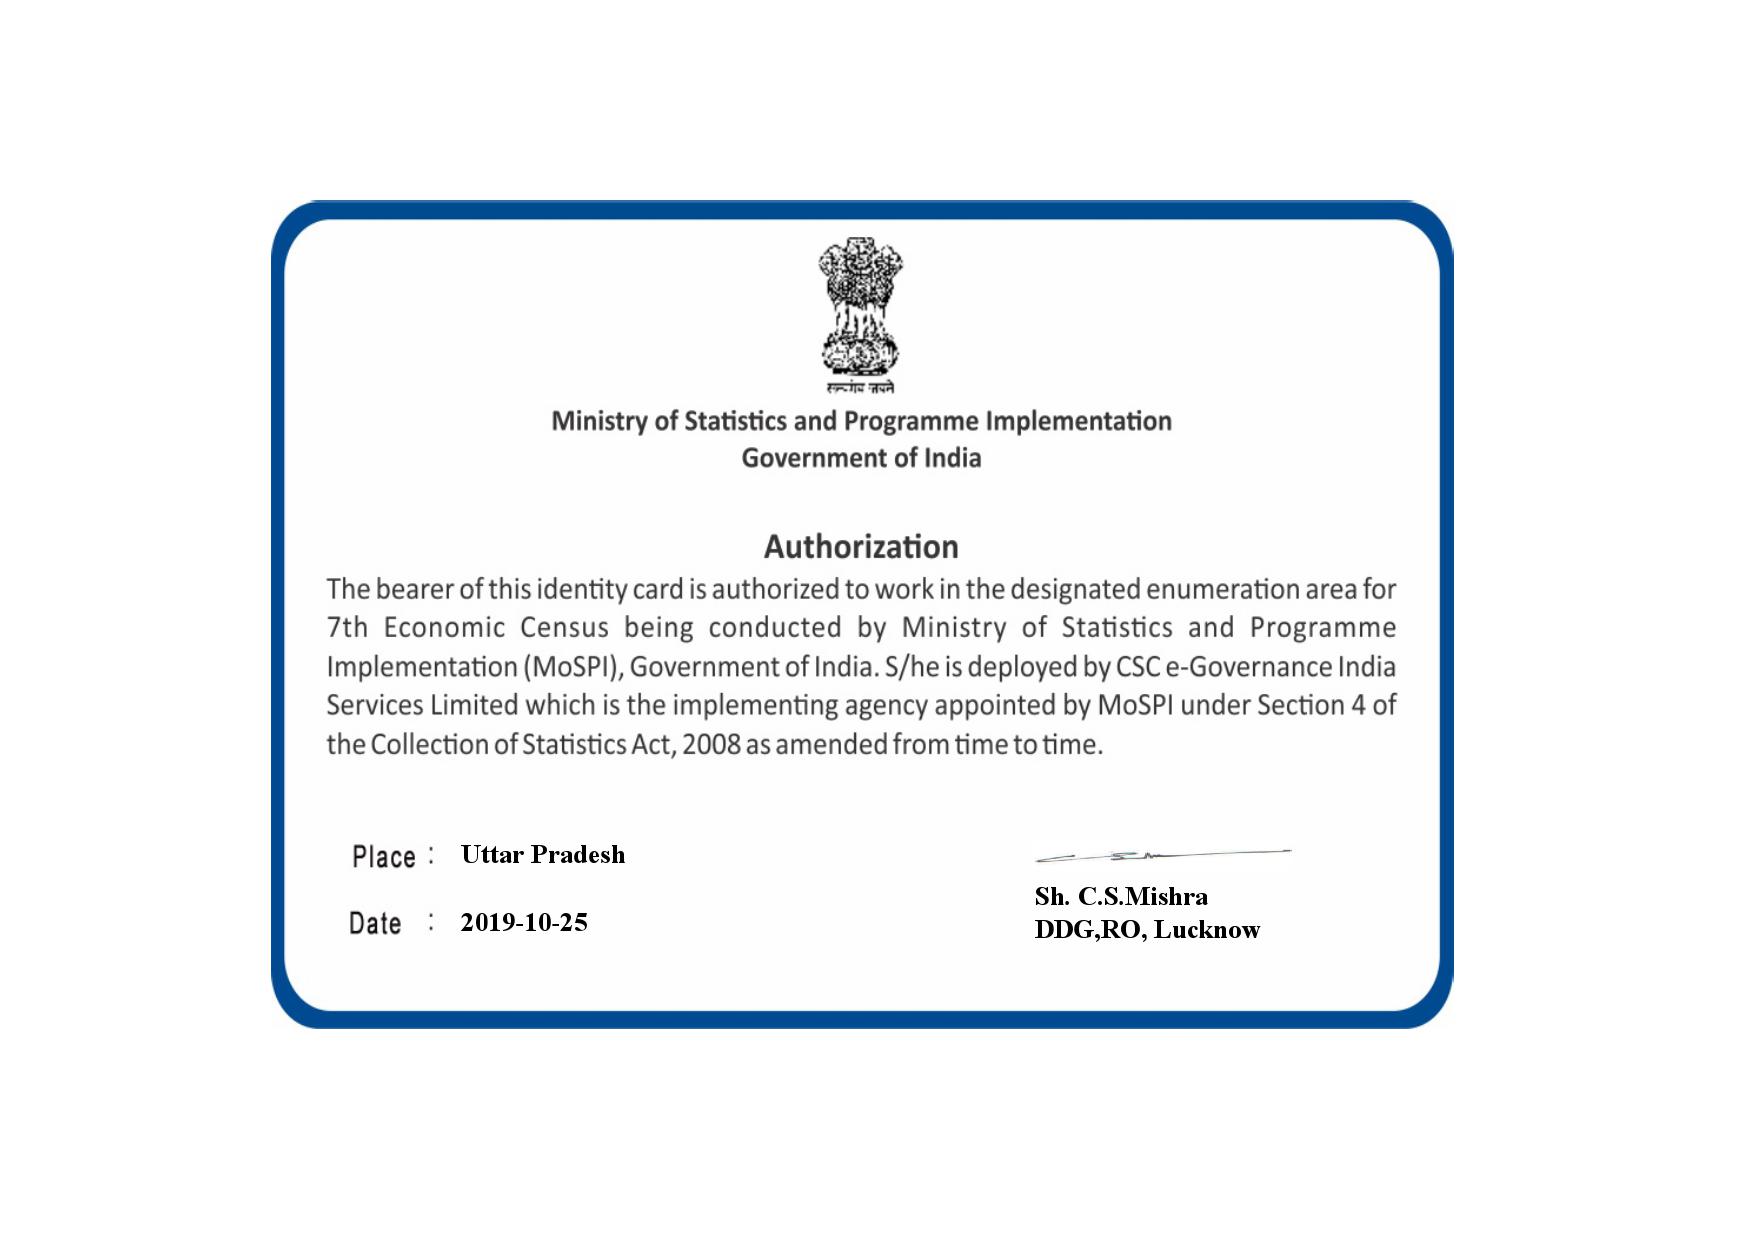 Ministry of Statistics and Programme Implementation
Government of India
Authorization
The bearer of this identity card is authorized to work in the designated enumeration area for
7th Economic Census being conducted by Ministry of Statistics and Programme
Implementation (MoSPI), Government of India. S/he is deployed by CSC e-Governance India
Services Limited which is the implementing agency appointed by MoSPI under Section 4 of
the Collection of Statistics Act, 2008 as amended from time to time.
Place : Uttar Pradesh
Date : 2019-10-25
Sh. C.S.Mishra
DDG,RO, Lucknow